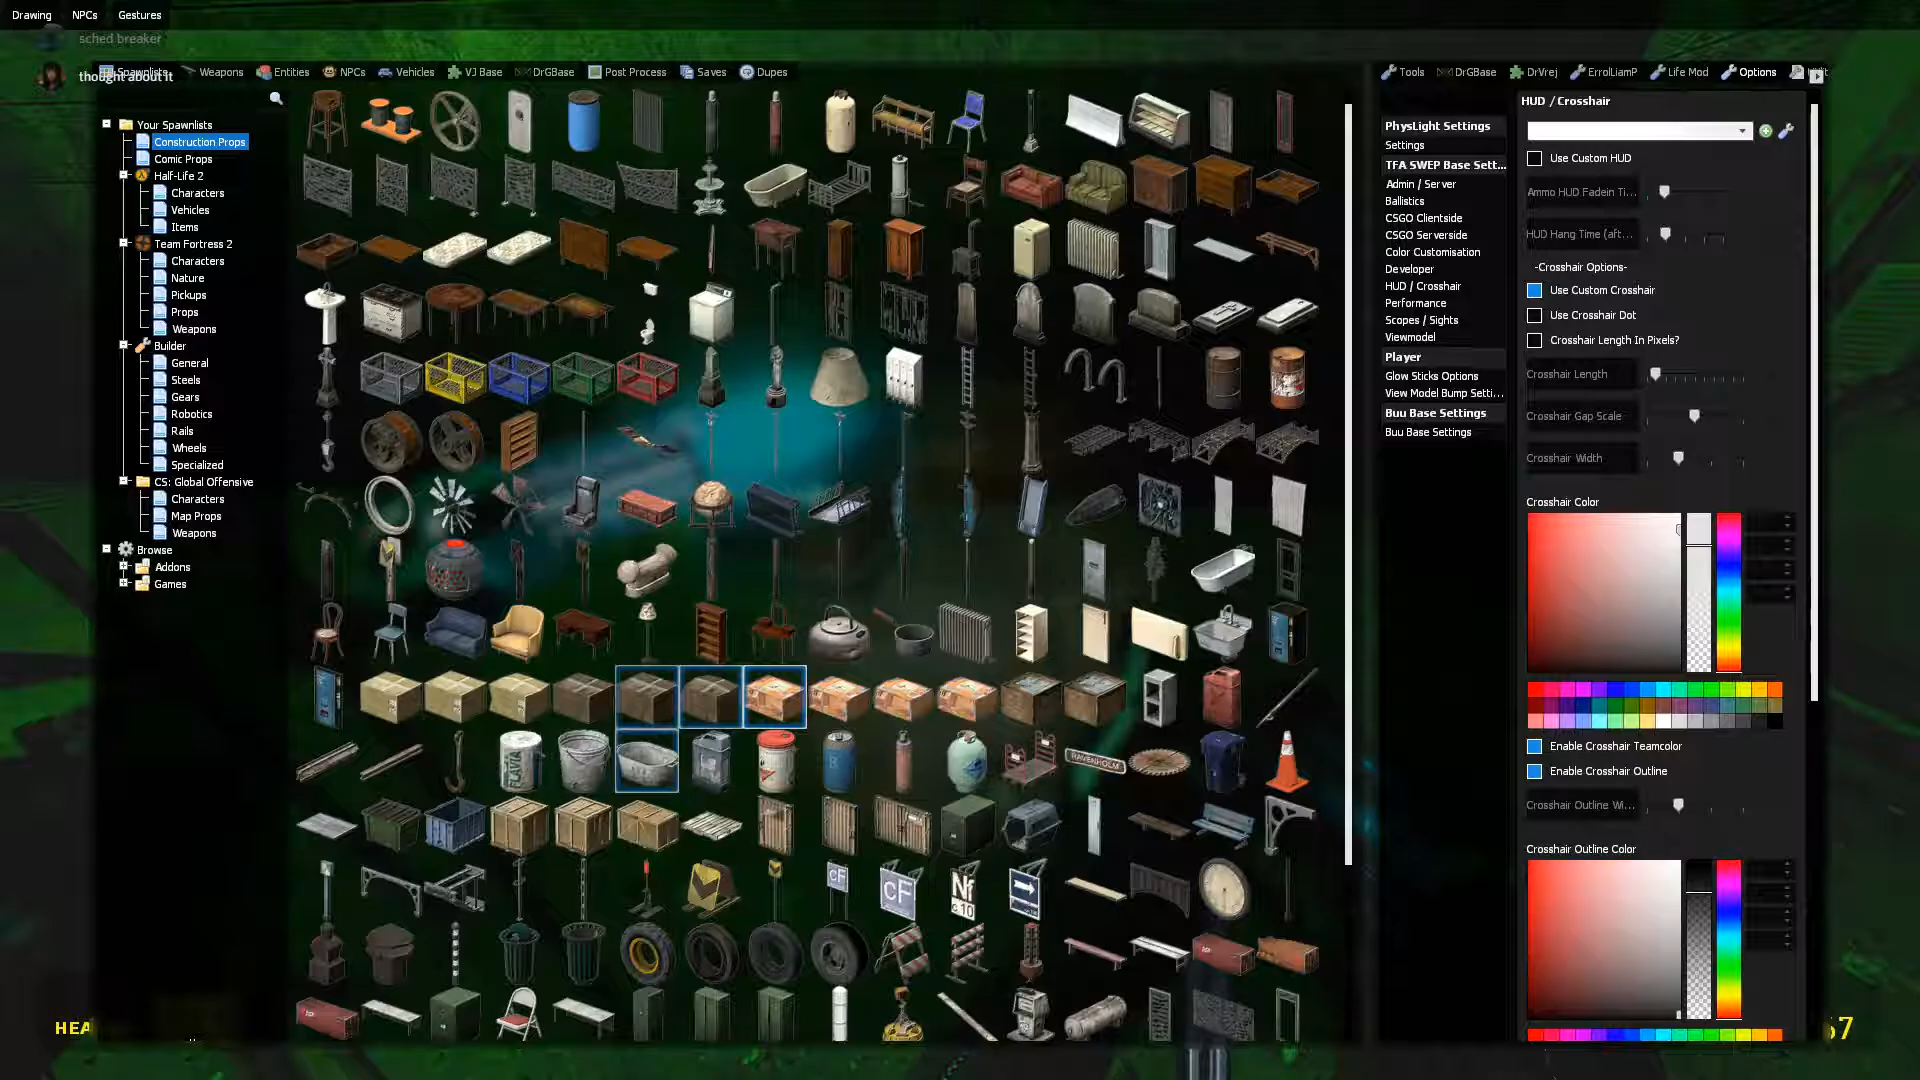 Drawing NPCs Gestures
sched breaker
thought about it
Spawnlists Weapons Entities NPCs Vehicles VJ Base DrGBase Post Process Saves Dupes
Tools DrGBase DrVrej ErrolLiamP Life Mod Options
Your Spawnlists
Construction Props
Comic Props
Half-Life 2
Characters
Vehicles
Items
Team Fortress 2
Characters
Nature
Pickups
Props
Weapons
Builder
General
Steels
Gears
Robotics
Rails
Wheels
Specialized
CS: Global Offensive
Characters
Map Props
Weapons
Browse
Addons
Games
RAVENHOLM
cF
cF
Nf
c 10
PhysLight Settings
Settings
TFA SWEP Base Sett...
Admin / Server
Ballistics
CSGO Clientside
CSGO Serverside
Color Customisation
Developer
HUD / Crosshair
Performance
Scopes / Sights
Viewmodel
Player
Glow Sticks Options
View Model Bump Setti...
Buu Base Settings
Buu Base Settings
HUD / Crosshair
Use Custom HUD
Ammo HUD Fadein Ti...
HUD Hang Time (aft...
-Crosshair Options-
Use Custom Crosshair
Use Crosshair Dot
Crosshair Length In Pixels?
Crosshair Length
Crosshair Gap Scale
Crosshair Width
Crosshair Color
Enable Crosshair Teamcolor
Enable Crosshair Outline
Crosshair Outline Wi...
Crosshair Outline Color
HEA
67